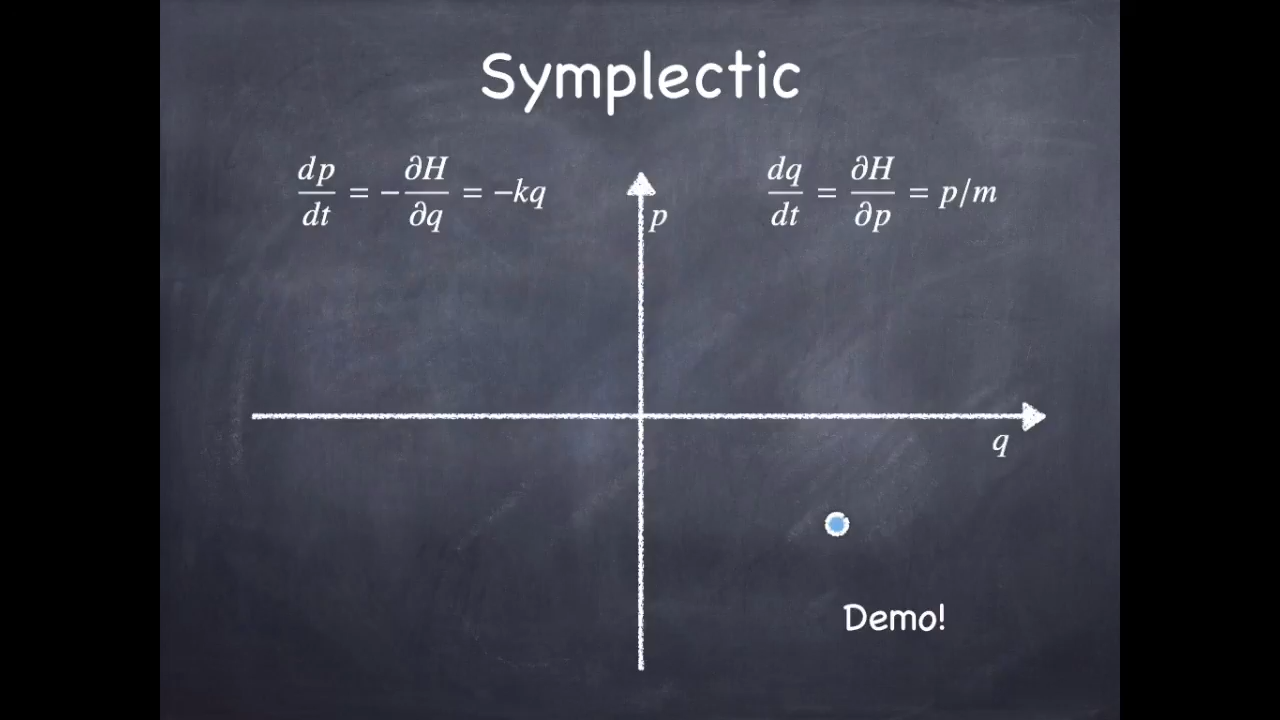 Symplectic
dp/dt = −∂H/∂q = −kq
dq/dt = ∂H/∂p = p/m
p
q
Demo!